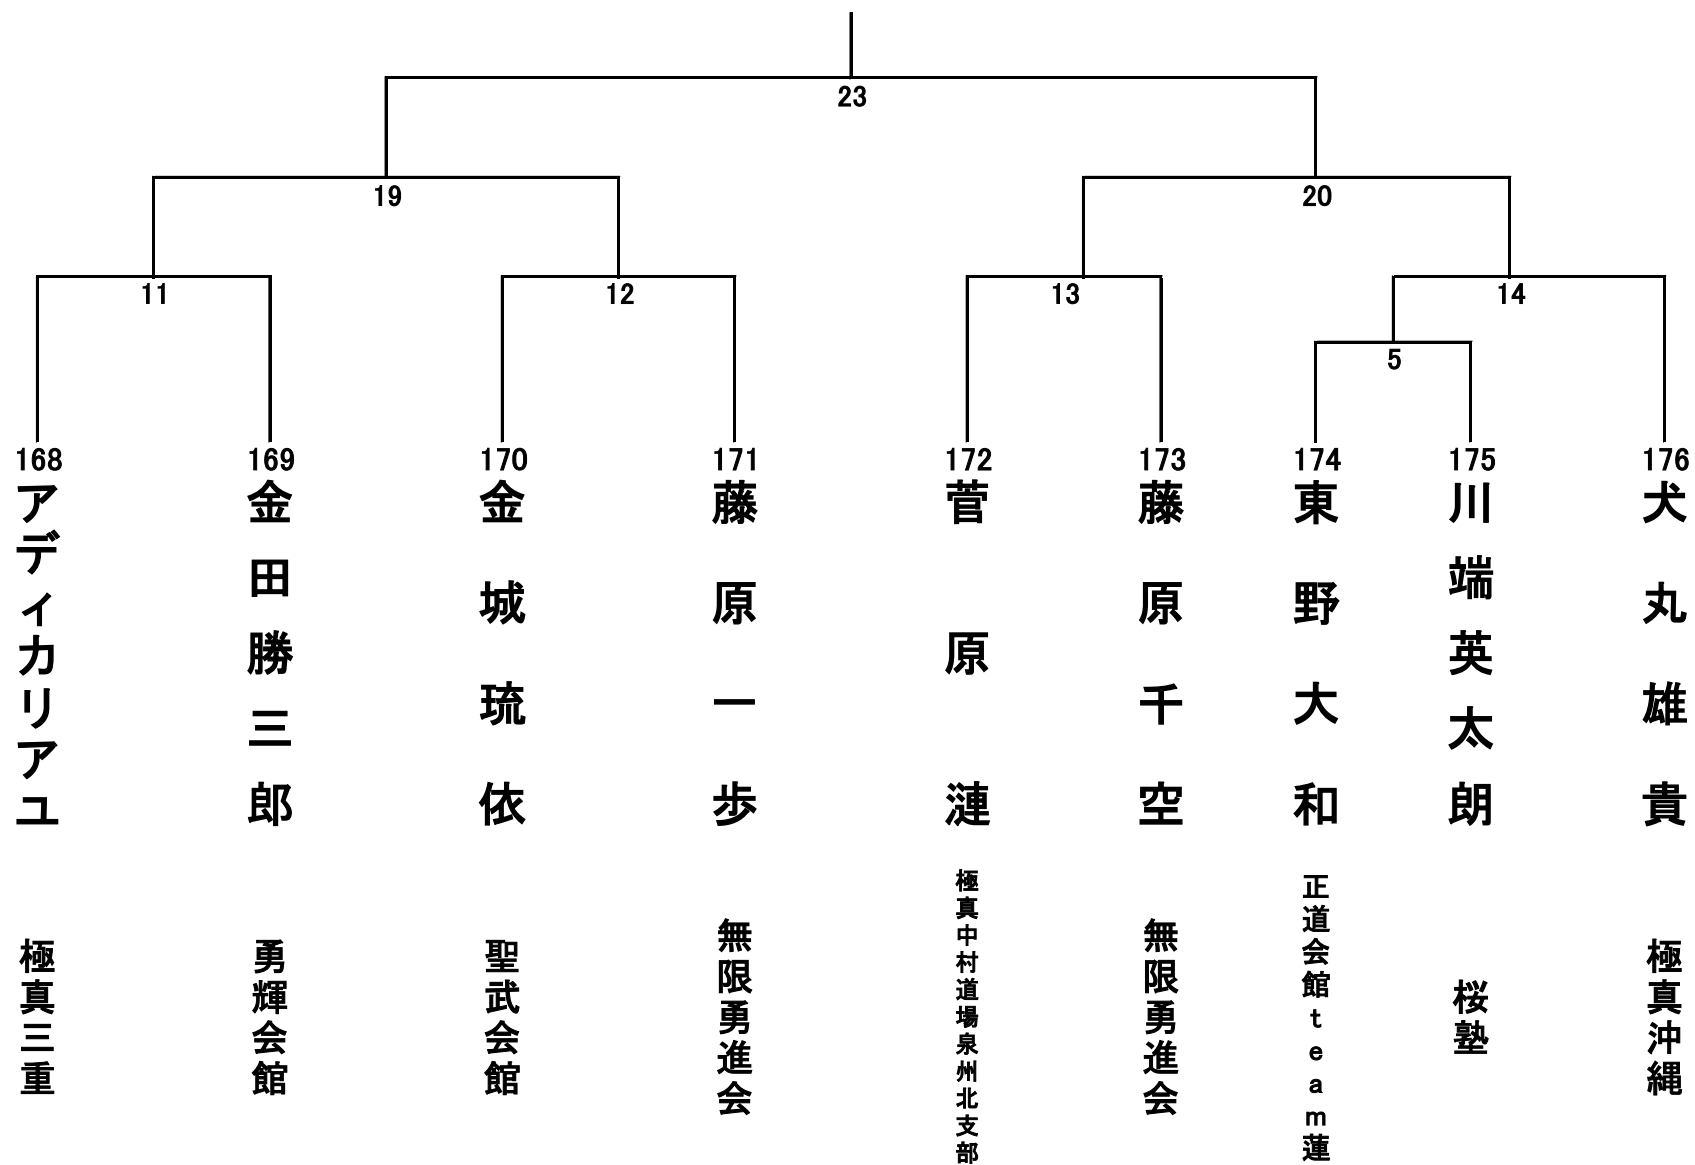 23
19
20
11
12
13
14
5
168
169
170
171
172
173
174
175
176
アディカリアユ
金田勝三郎
金城琉依
藤原一歩
菅原漣
藤原千空
東野大和
川端英太朗
犬丸雄貴
極真三重
勇輝会館
聖武会館
無限勇進会
極真中村道場泉州北支部
無限勇進会
正道会館ｔｅａｍ蓮
桜塾
極真沖縄